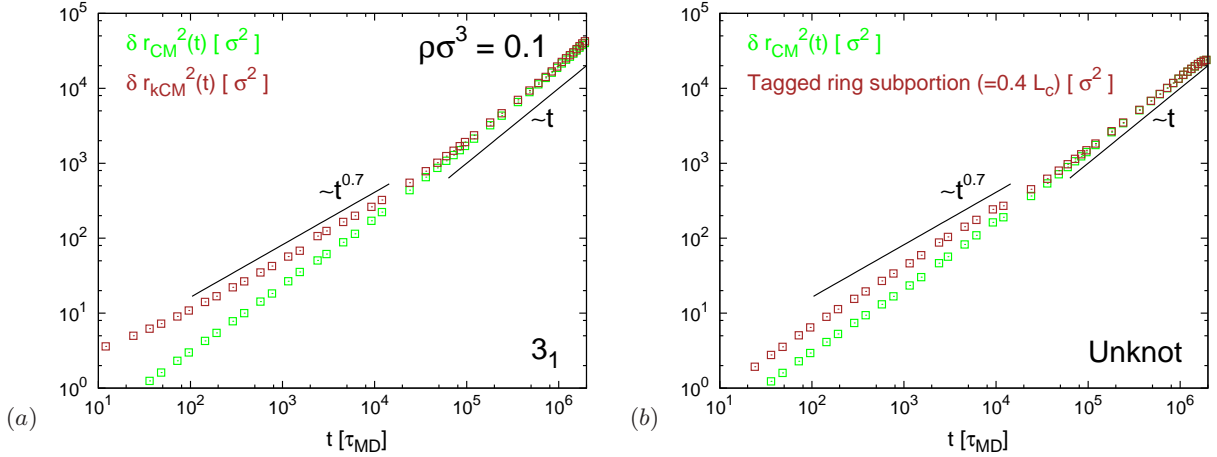 10^5
10^4
10^3
10^2
10^1
10^0
δ r_CM^2(t) [ σ^2]
δ r_kCM^2(t) [ σ^2]
ρσ^3 = 0.1
~t^0.7
~t
3_1
10^1 10^2 10^3 10^4 10^5 10^6
t [τ_MD]
(a)
10^5
10^4
10^3
10^2
10^1
10^0
δ r_CM^2(t) [ σ^2]
Tagged ring subportion (=0.4 L_c) [ σ^2]
~t^0.7
~t
Unknot
10^1 10^2 10^3 10^4 10^5 10^6
t [τ_MD]
(b)